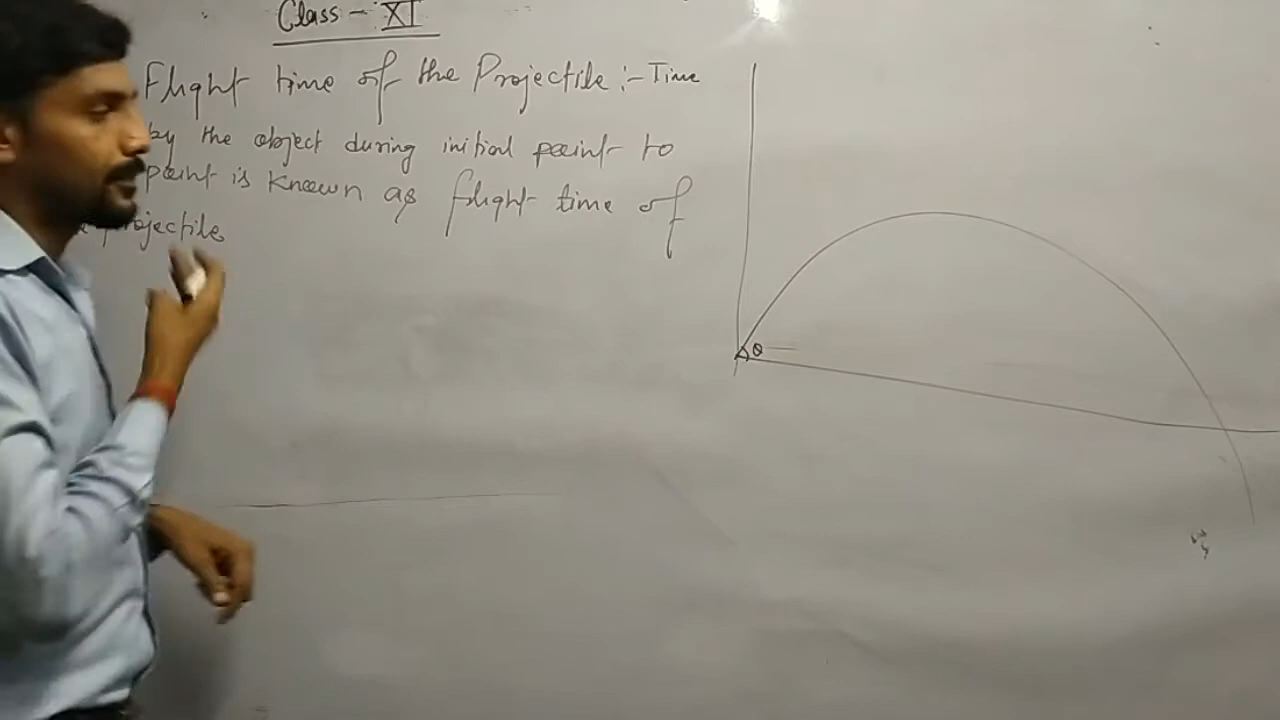 Class - XI
Flight time of the Projectile :- Time
by the object during initial point to
point is known as flight time of
projectile
θ